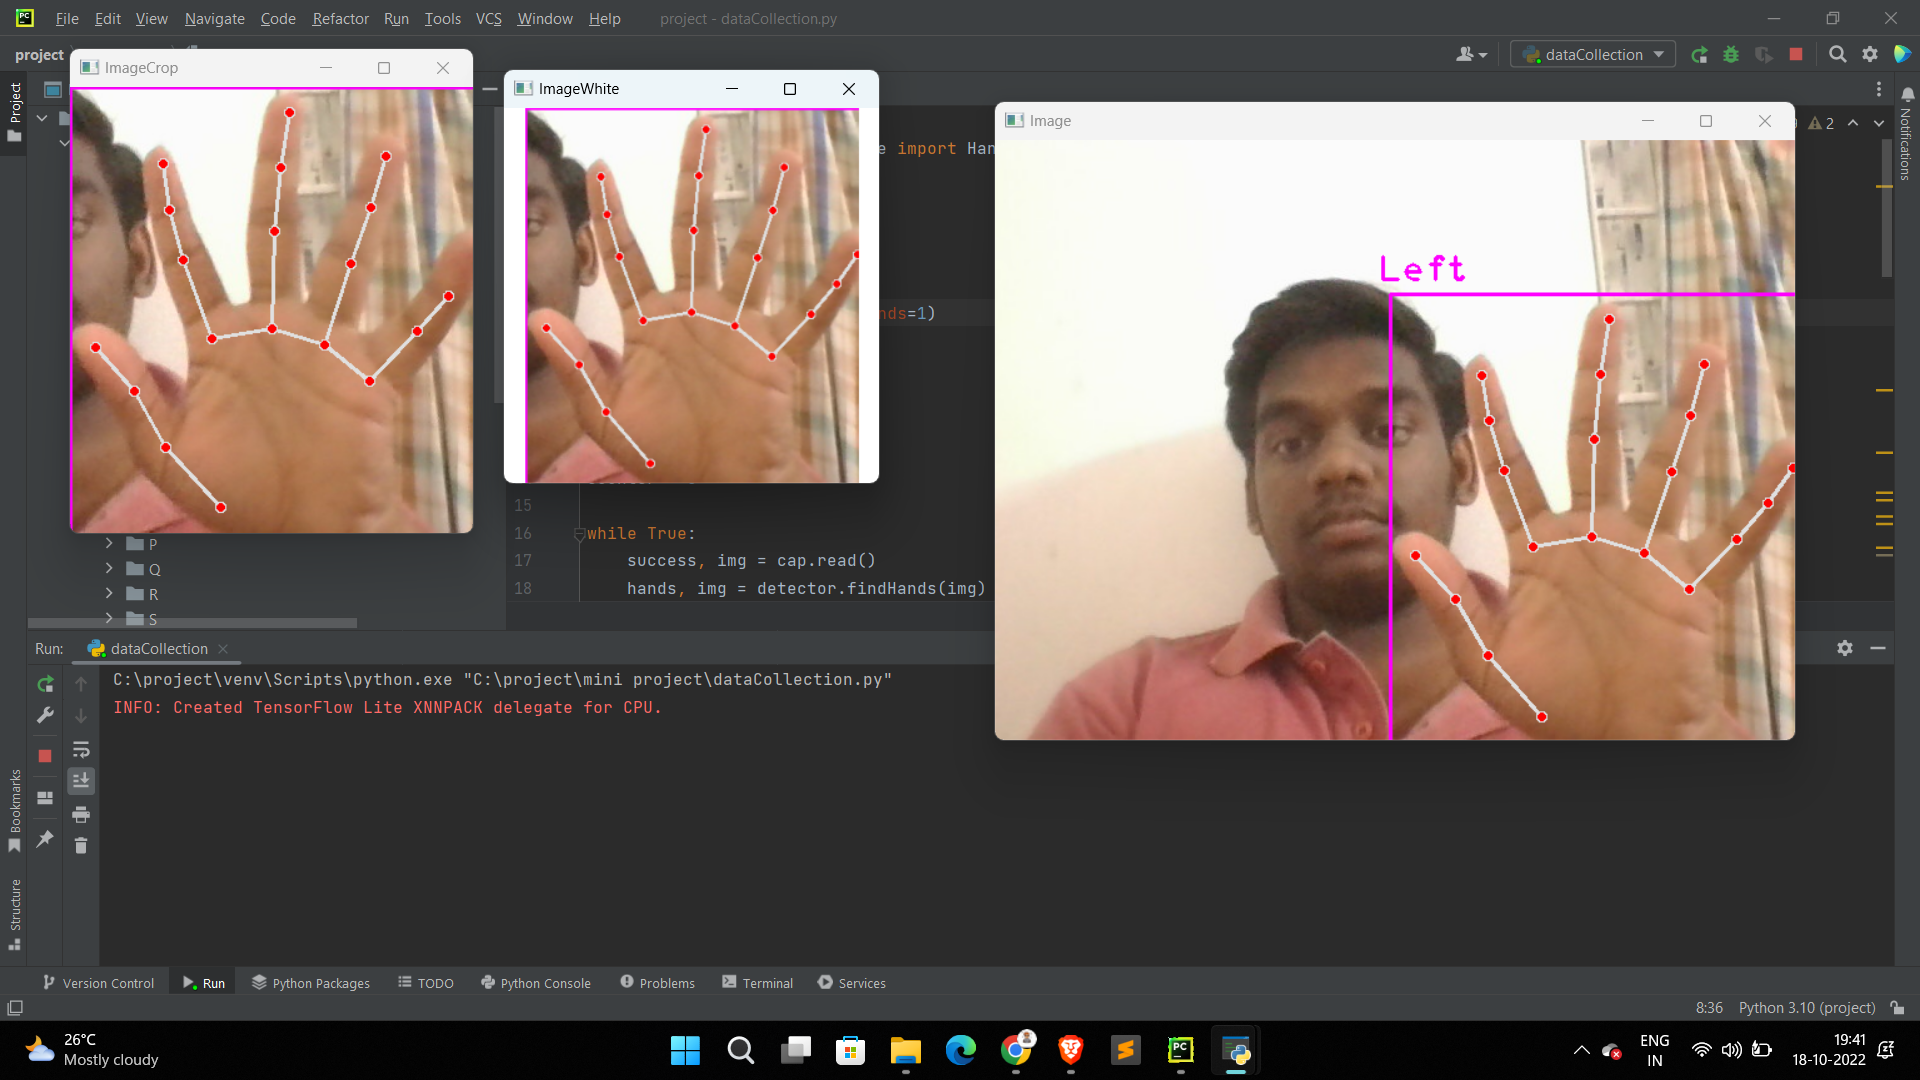 File Edit View Navigate Code Refactor Run Tools VCS Window Help project - dataCollection.py
project
dataCollection
ImageCrop
ImageWhite
Image
Project
Notifications
2
e import Han
ds=1)
Left
15
16 while True:
17 success, img = cap.read()
18 hands, img = detector.findHands(img)
P
Q
R
S
Run: dataCollection
C:\project\venv\Scripts\python.exe "C:\project\mini project\dataCollection.py"
INFO: Created TensorFlow Lite XNNPACK delegate for CPU.
Bookmarks
Structure
Version Control Run Python Packages TODO Python Console Problems Terminal Services
8:36 Python 3.10 (project)
26°C
Mostly cloudy
ENG
IN
19:41
18-10-2022